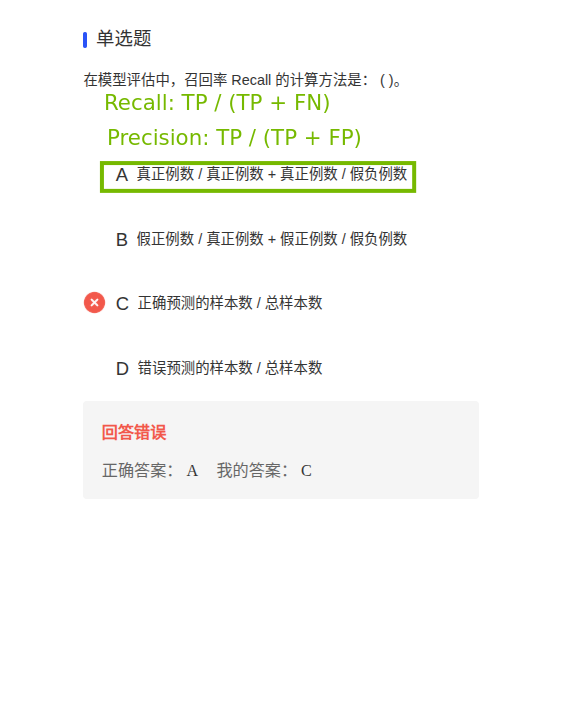 单选题
在模型评估中，召回率 Recall 的计算方法是： ( )。
Recall: TP / (TP + FN)
Precision: TP / (TP + FP)
A 真正例数 / 真正例数 + 真正例数 / 假负例数
B 假正例数 / 真正例数 + 假正例数 / 假负例数
C 正确预测的样本数 / 总样本数
D 错误预测的样本数 / 总样本数
回答错误
正确答案： A 我的答案： C